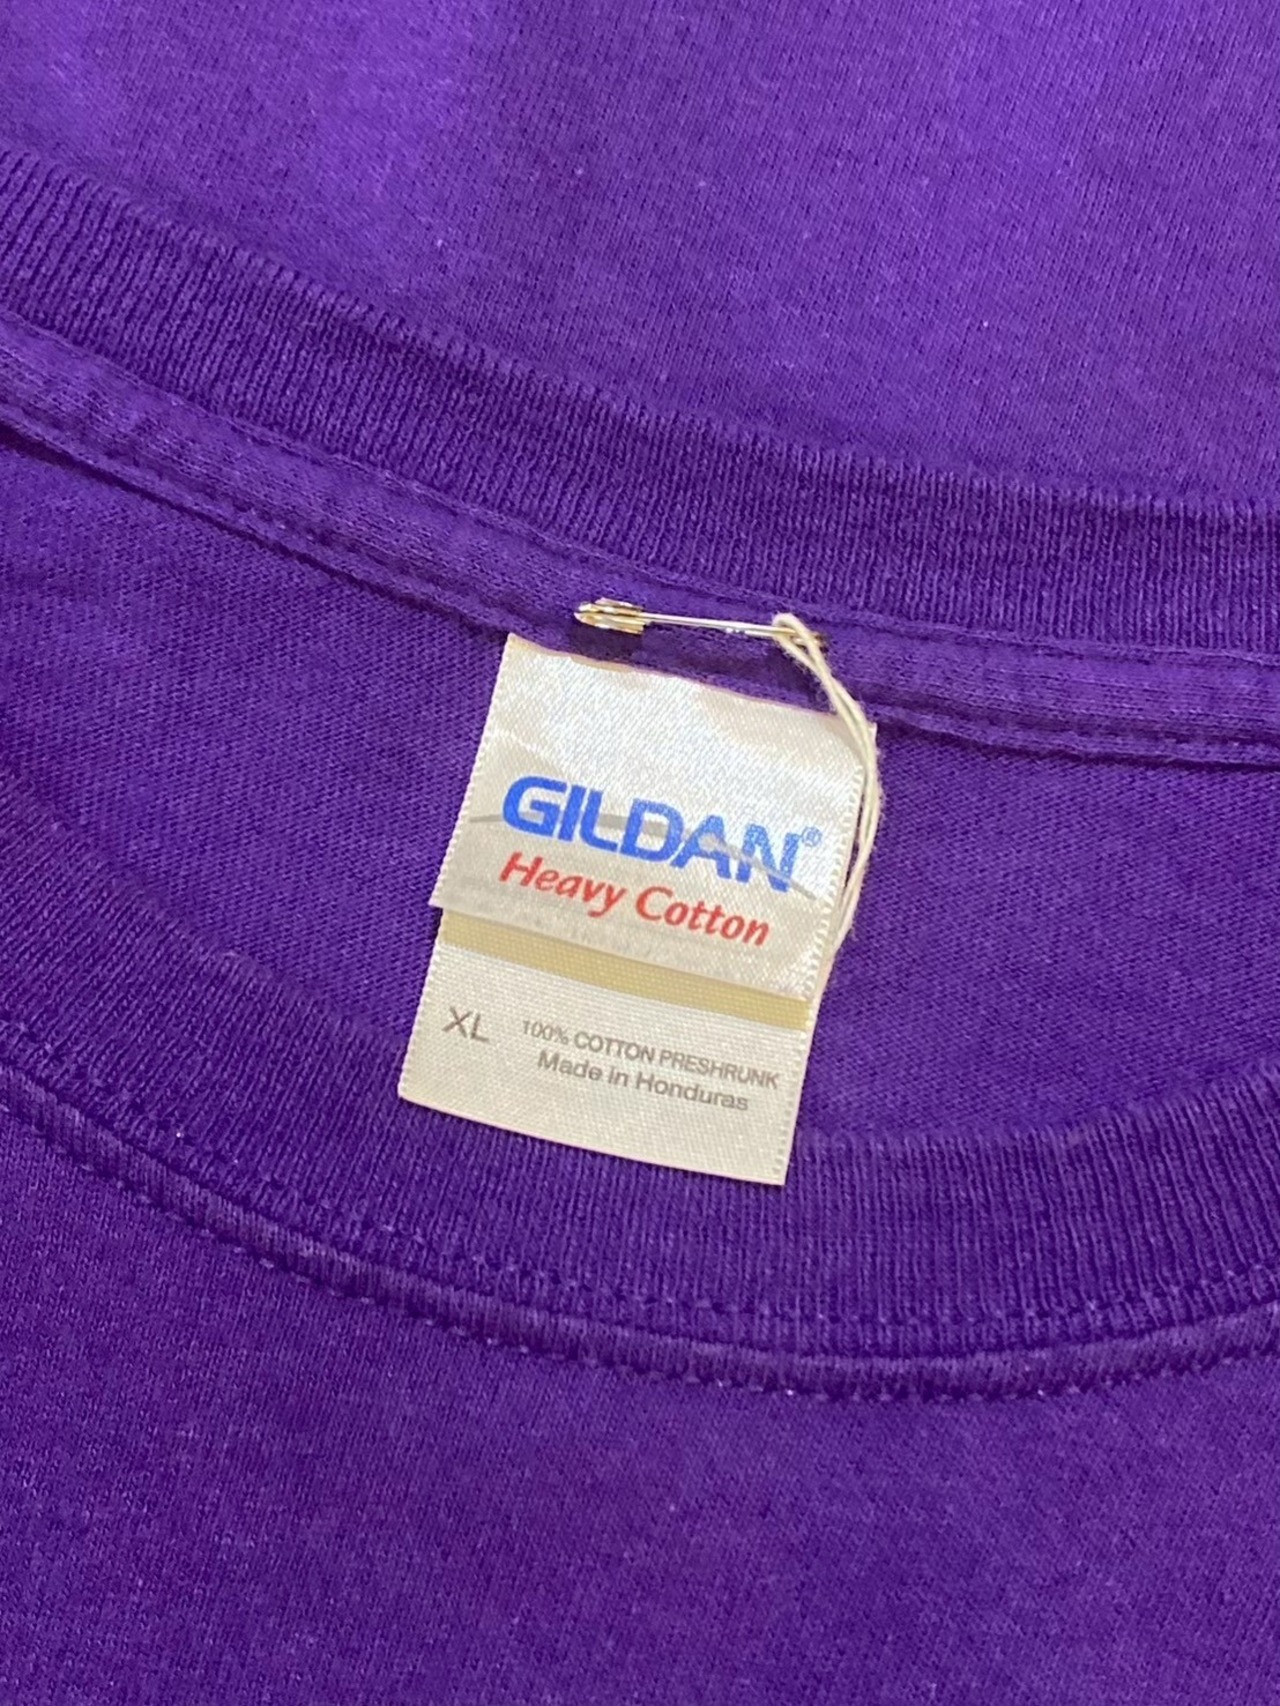 GILDAN®
Heavy Cotton
XL 100% COTTON PRESHRUNK
Made in Honduras